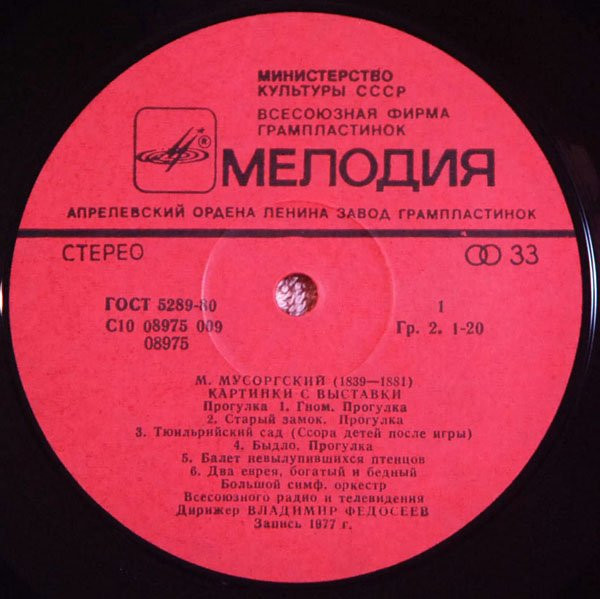 МИНИСТЕРСТВО
КУЛЬТУРЫ СССР
ВСЕСОЮЗНАЯ ФИРМА
ГРАМПЛАСТИНОК
® МЕЛОДИЯ
АПРЕЛЕВСКИЙ ОРДЕНА ЛЕНИНА ЗАВОД ГРАМПЛАСТИНОК
СТЕРЕО 33
ГОСТ 5289-80 1
С10 08975 009 Гр. 2. 1-20
08975
М. МУСОРГСКИЙ (1839—1881)
КАРТИНКИ С ВЫСТАВКИ
Прогулка 1. Гном. Прогулка
2. Старый замок. Прогулка
3. Тюильрийский сад (Ссора детей после игры)
4. Быдло. Прогулка
5. Балет невылупившихся птенцов
6. Два еврея, богатый и бедный
Большой симф. оркестр
Всесоюзного радио и телевидения
Дирижер ВЛАДИМИР ФЕДОСЕЕВ
Запись 1977 г.